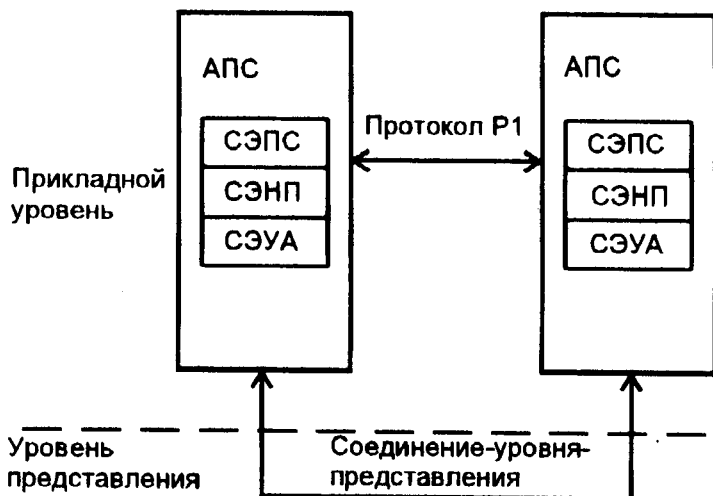 АПС
АПС
СЭПС
СЭНП
СЭУА
Протокол Р1
СЭПС
СЭНП
СЭУА
Прикладной
уровень
Уровень
представления
Соединение-уровня-
представления